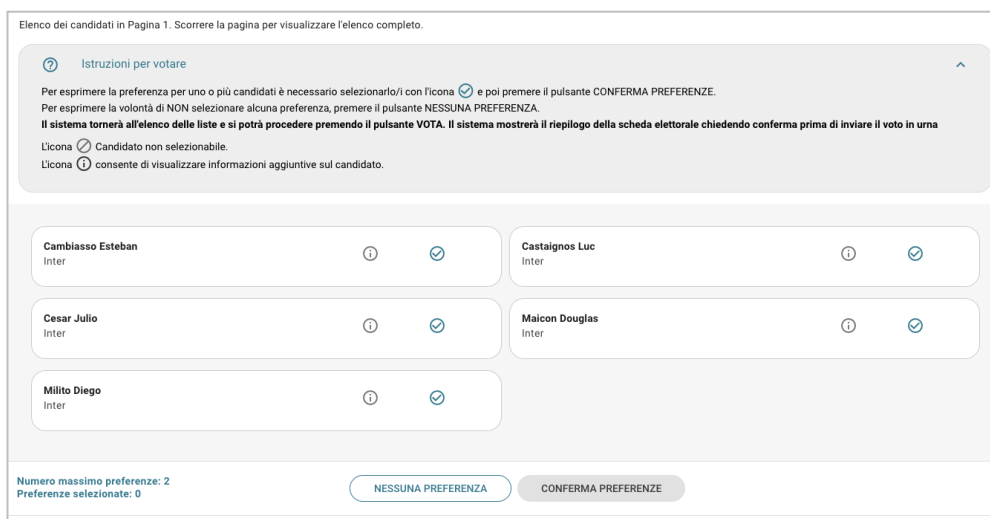 Elenco dei candidati in Pagina 1. Scorrere la pagina per visualizzare l'elenco completo.
Istruzioni per votare
Per esprimere la preferenza per uno o più candidati è necessario selezionarlo/i con l'icona e poi premere il pulsante CONFERMA PREFERENZE.
Per esprimere la volontà di NON selezionare alcuna preferenza, premere il pulsante NESSUNA PREFERENZA.
Il sistema tornerà all'elenco delle liste e si potrà procedere premendo il pulsante VOTA. Il sistema mostrerà il riepilogo della scheda elettorale chiedendo conferma prima di inviare il voto in urna
L'icona Candidato non selezionabile.
L'icona consente di visualizzare informazioni aggiuntive sul candidato.
Cambiasso Esteban
Inter
Castaignos Luc
Inter
Cesar Julio
Inter
Maicon Douglas
Inter
Milito Diego
Inter
Numero massimo preferenze: 2
Preferenze selezionate: 0
NESSUNA PREFERENZA
CONFERMA PREFERENZE